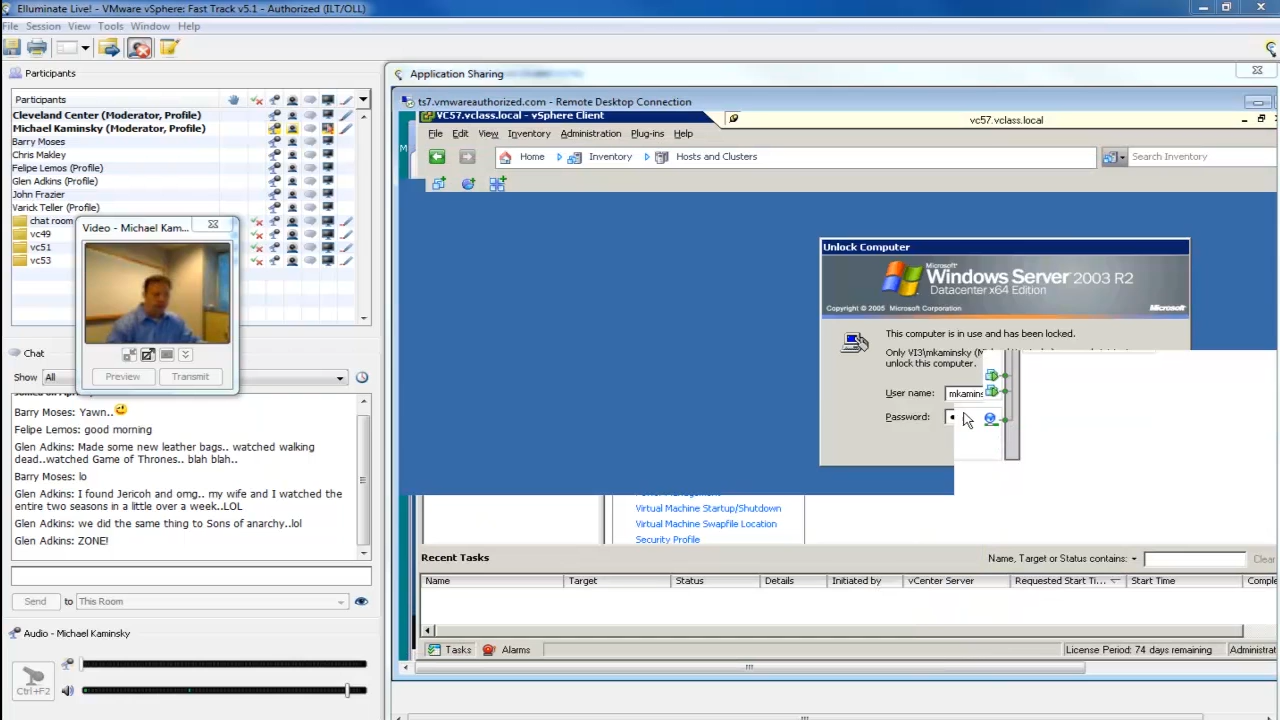 Elluminate Live! - VMware vSphere: Fast Track v5.1 - Authorized (ILT/OLL)
File Session View Tools Window Help
Participants
Participants
Cleveland Center (Moderator, Profile)
Michael Kaminsky (Moderator, Profile)
Barry Moses
Chris Makley
Felipe Lemos (Profile)
Glen Adkins (Profile)
John Frazier
Varick Teller (Profile)
chat room
vc49
vc51
vc53
Video - Michael Kam...
Preview Transmit
Chat
Show All
Barry Moses: Yawn..
Felipe Lemos: good morning
Glen Adkins: Made some new leather bags.. watched walking
dead..watched Game of Thrones.. blah blah..
Barry Moses: lo
Glen Adkins: I found Jericoh and omg.. my wife and I watched the
entire two seasons in a little over a week..LOL
Glen Adkins: we did the same thing to Sons of anarchy..lol
Glen Adkins: ZONE!
Send to This Room
Audio - Michael Kaminsky
Ctrl+F2
Application Sharing
ts7.vmwareauthorized.com - Remote Desktop Connection
VC57.vclass.local - vSphere Client
vc57.vclass.local
File Edit View Inventory Administration Plug-ins Help
Home Inventory Hosts and Clusters
Search Inventory
Unlock Computer
Microsoft
Windows Server 2003 R2
Datacenter x64 Edition
Copyright © 2005 Microsoft Corporation
Microsoft
This computer is in use and has been locked.
Only VI3\mkaminsky
unlock this computer.
User name: mkamins
Password:
Virtual Machine Startup/Shutdown
Virtual Machine Swapfile Location
Security Profile
Recent Tasks
Name, Target or Status contains:
Clear
Name Target Status Details Initiated by vCenter Server Requested Start Ti... Start Time Comple
Tasks Alarms
License Period: 74 days remaining
Administrat